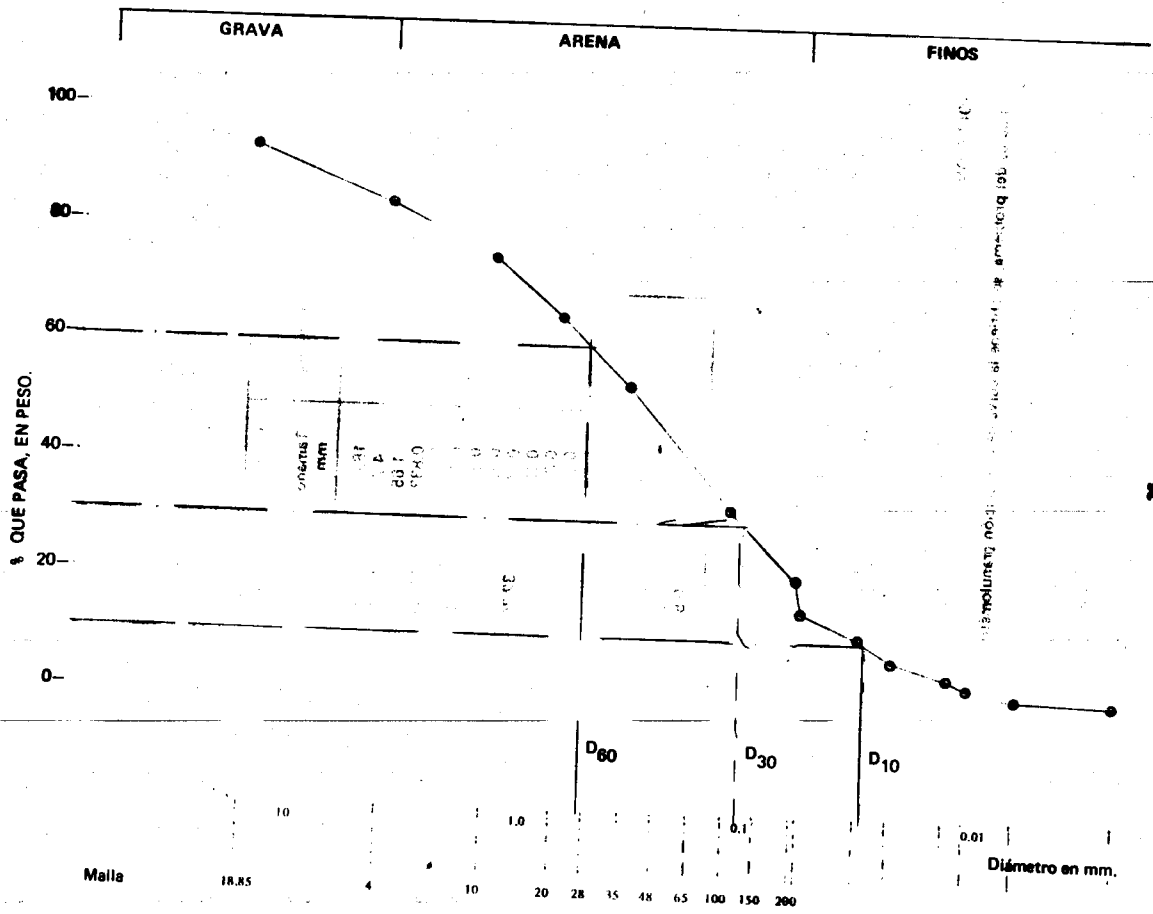 GRAVA ARENA FINOS
100
80
60
40
20
0
% QUE PASA, EN PESO.
D60 D30 D10
10 1.0 0.1 0.01
Malla 18.85 4 10 20 28 35 48 65 100 150 200
Diámetro en mm.